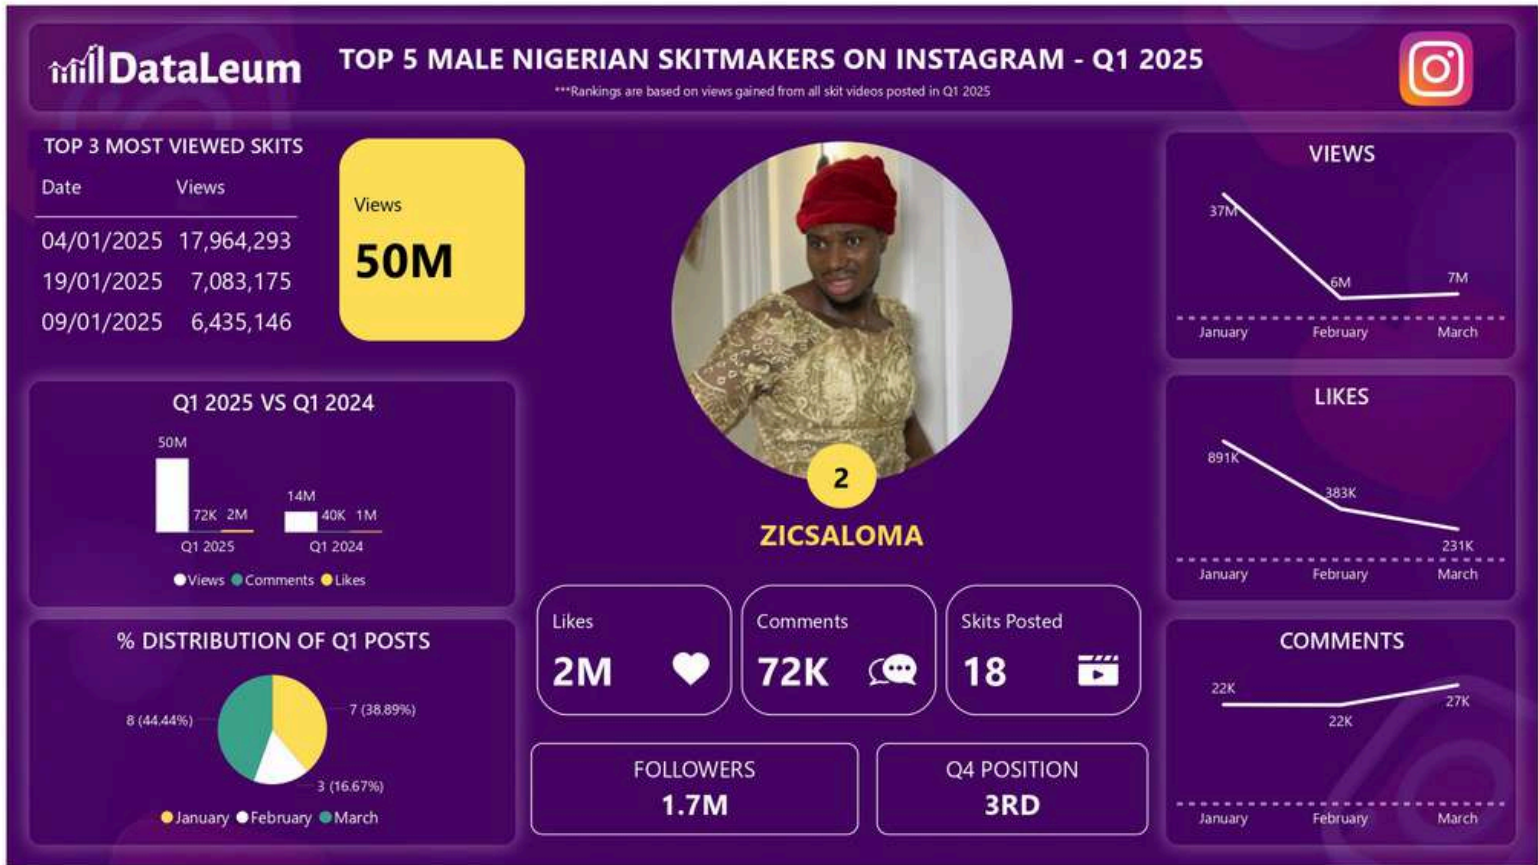 DataLeum
TOP 5 MALE NIGERIAN SKITMAKERS ON INSTAGRAM - Q1 2025
***Rankings are based on views gained from all skit videos posted in Q1 2025
TOP 3 MOST VIEWED SKITS
Date Views
04/01/2025 17,964,293
19/01/2025 7,083,175
09/01/2025 6,435,146
Views
50M
Q1 2025 VS Q1 2024
50M
14M
72K 2M 40K 1M
Q1 2025 Q1 2024
Views Comments Likes
% DISTRIBUTION OF Q1 POSTS
8 (44.44%)
7 (38.89%)
3 (16.67%)
January February March
2
ZICSALOMA
Likes
2M
Comments
72K
Skits Posted
18
FOLLOWERS
1.7M
Q4 POSITION
3RD
VIEWS
37M
6M
7M
January February March
LIKES
891K
383K
231K
January February March
COMMENTS
22K
22K
27K
January February March